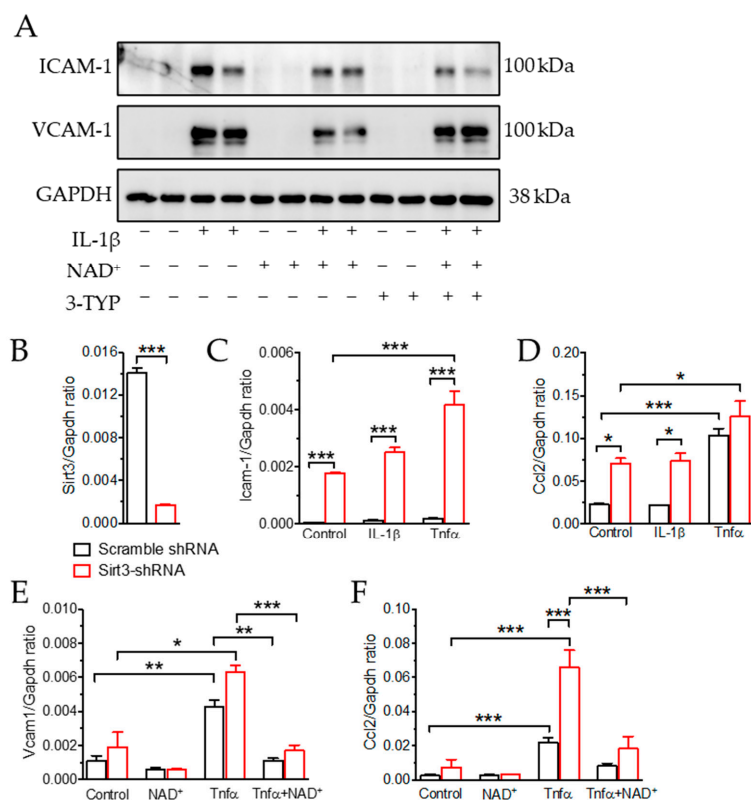 A
ICAM-1 100 kDa
VCAM-1 100 kDa
GAPDH 38 kDa
IL-1β − − + + − − + + − − + +
NAD⁺ − − − − + + + + − − + +
3-TYP − − − − − − − − + + + +
B
Sirt3/Gapdh ratio
0.016
0.012
0.008
0.004
0.000
***
C
Icam-1/Gapdh ratio
0.006
0.004
0.002
0.000
***
***
***
***
Control IL-1β Tnfα
D
Ccl2/Gapdh ratio
0.20
0.15
0.10
0.05
0.00
*
***
*
*
Control IL-1β Tnfα
Scramble shRNA
Sirt3-shRNA
E
Vcam1/Gapdh ratio
0.010
0.008
0.006
0.004
0.002
0.000
***
**
*
**
Control NAD⁺ Tnfα Tnfα+NAD⁺
F
Ccl2/Gapdh ratio
0.10
0.08
0.06
0.04
0.02
0.00
***
***
***
***
Control NAD⁺ Tnfα Tnfα+NAD⁺